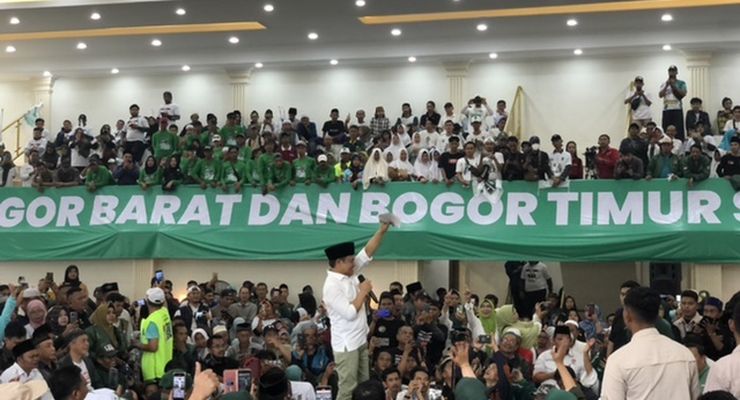 GOR BARAT DAN BOGOR TIMUR S